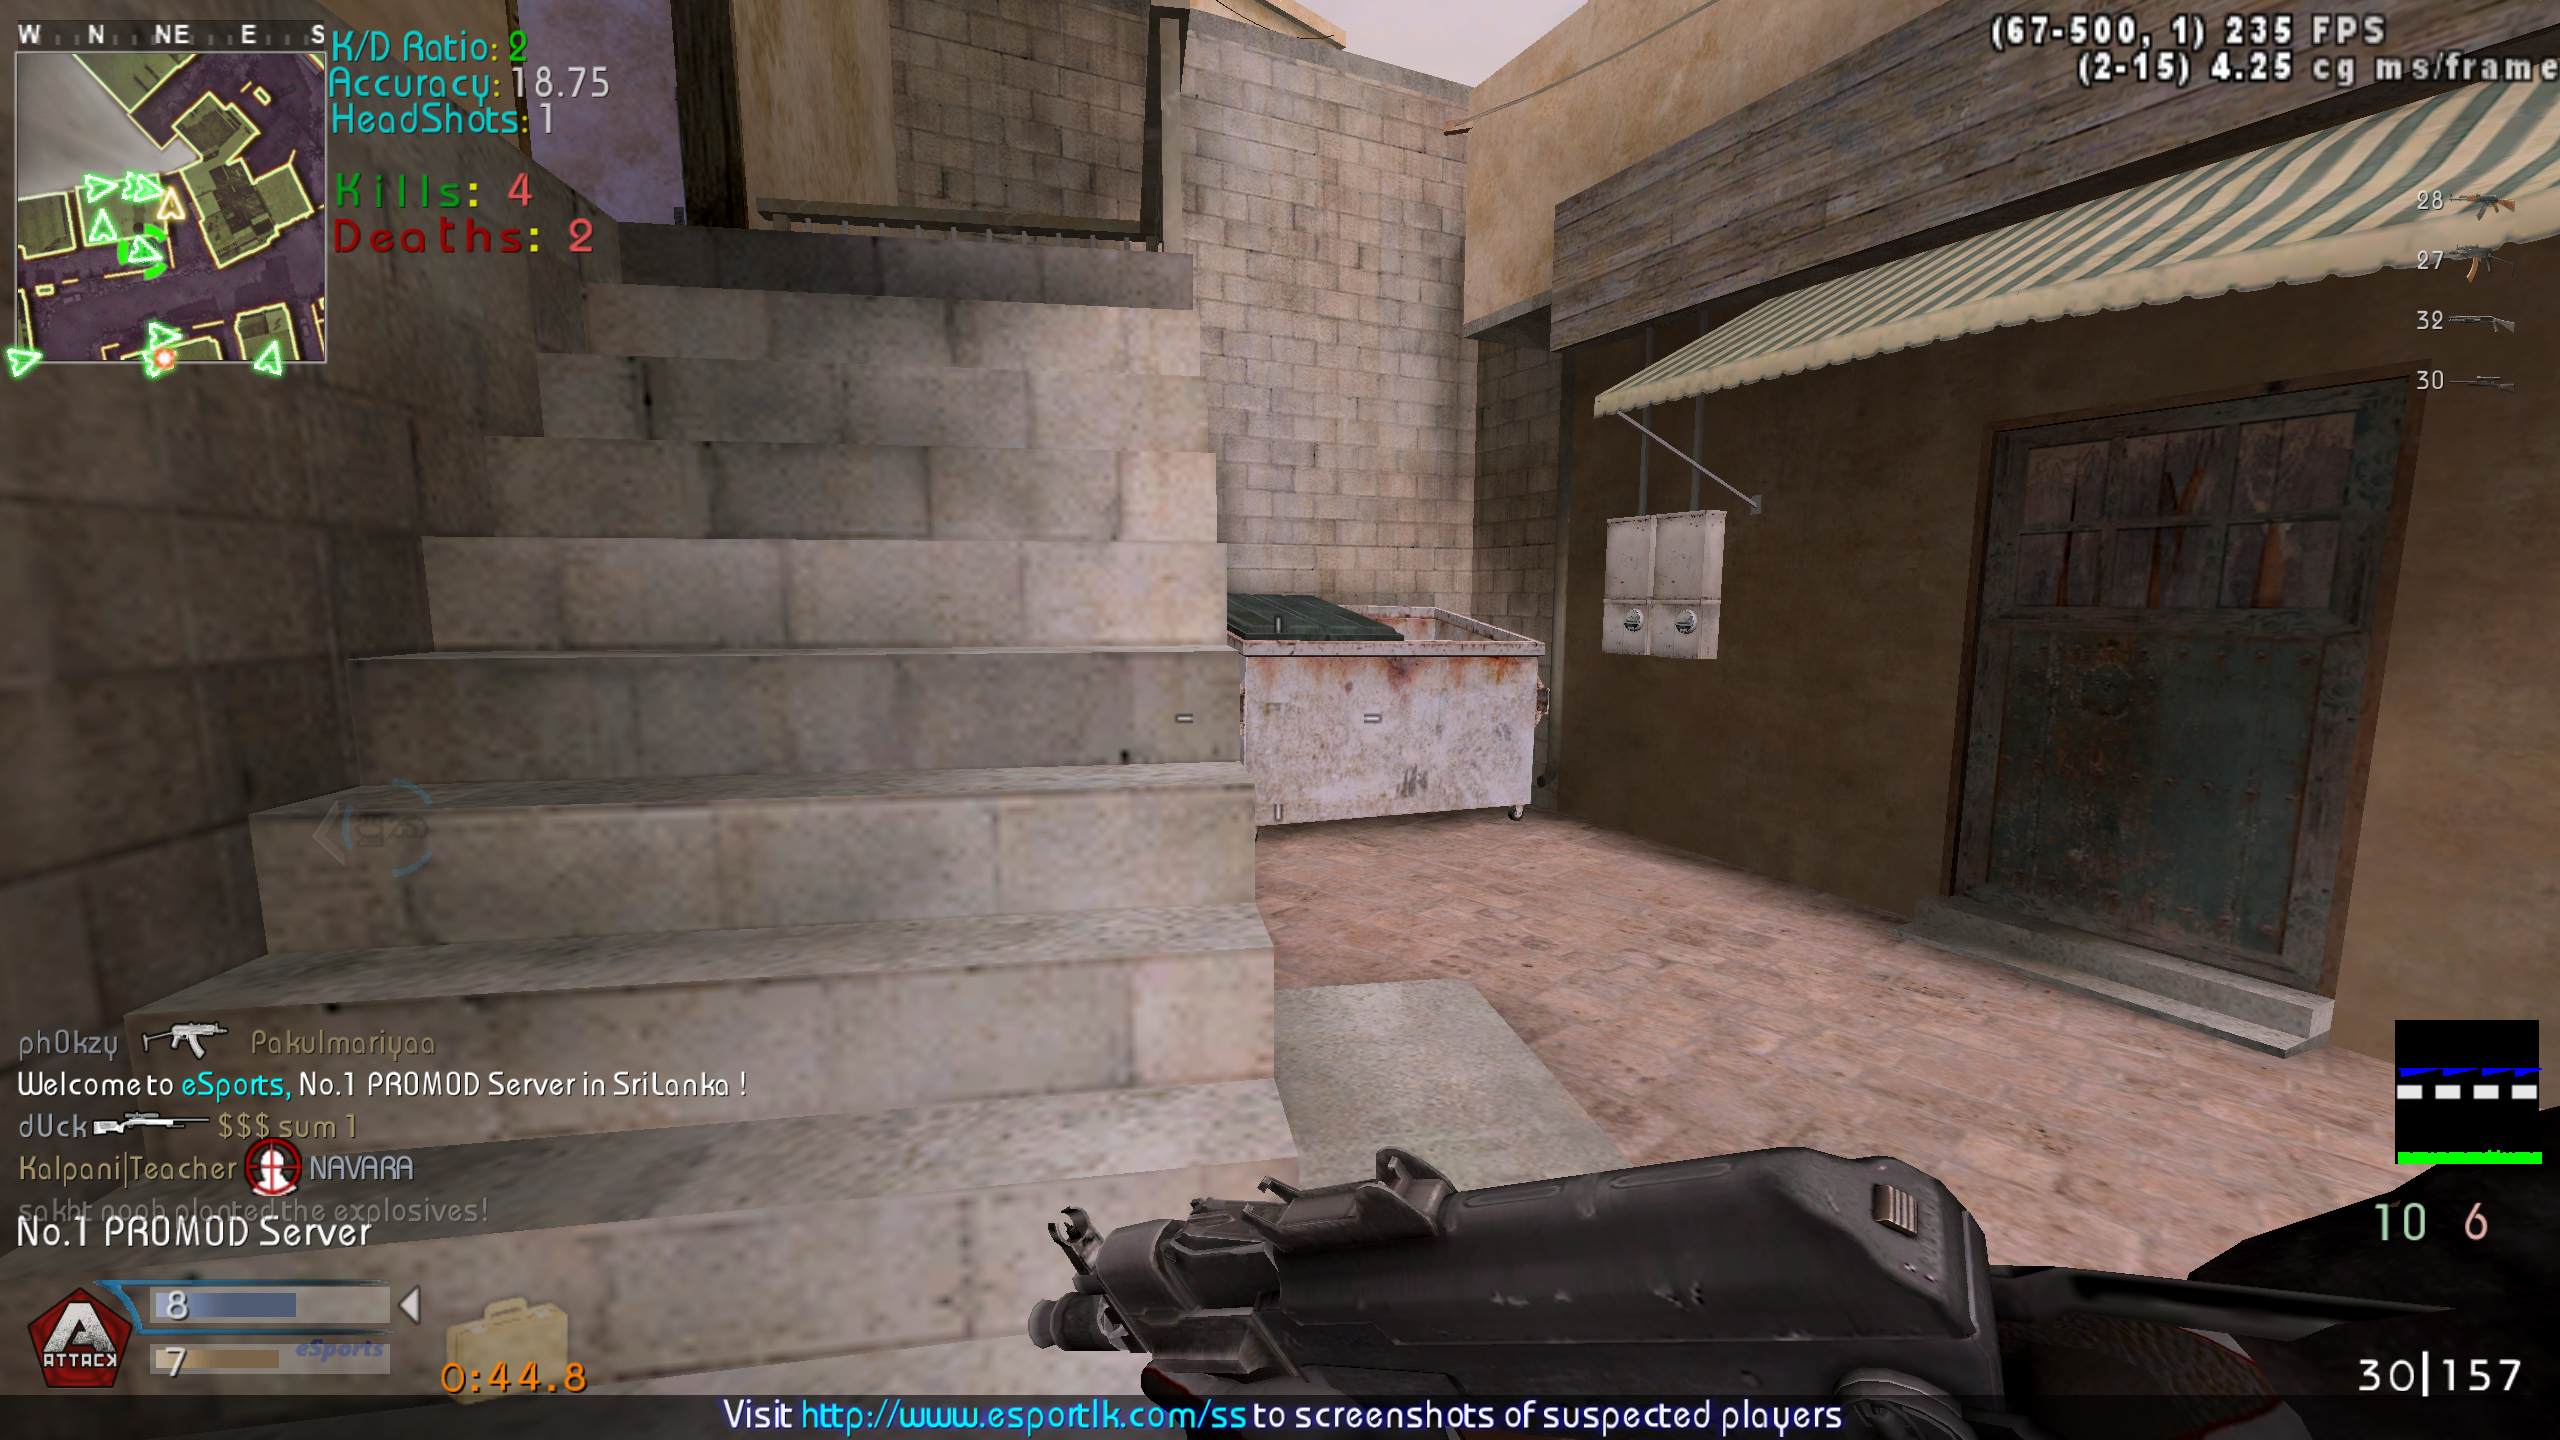 W N NE E S
K/D Ratio: 2
Accuracy: 18.75
HeadShots: 1
Kills: 4
Deaths: 2
(67-500, 1) 235 FPS
(2-15) 4.25 cg ms/frame
28
27
32
30
ph0kzy Pakulmariyaa
Welcome to eSports, No.1 PROMOD Server in SriLanka !
dUck $$$ sum 1
Kalpani|Teacher NAVARA
sakht noob planted the explosives!
No.1 PROMOD Server
ATTACK
8
7
eSports
0:44.8
10 6
30|157
Visit http://www.esportlk.com/ss to screenshots of suspected players